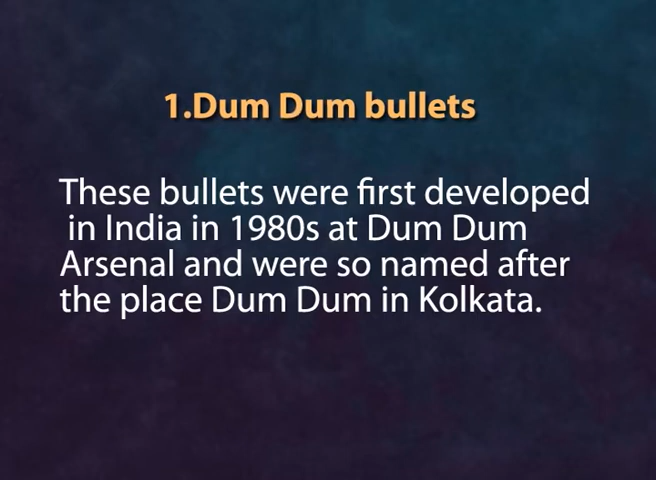 1.Dum Dum bullets
These bullets were first developed
in India in 1980s at Dum Dum
Arsenal and were so named after
the place Dum Dum in Kolkata.